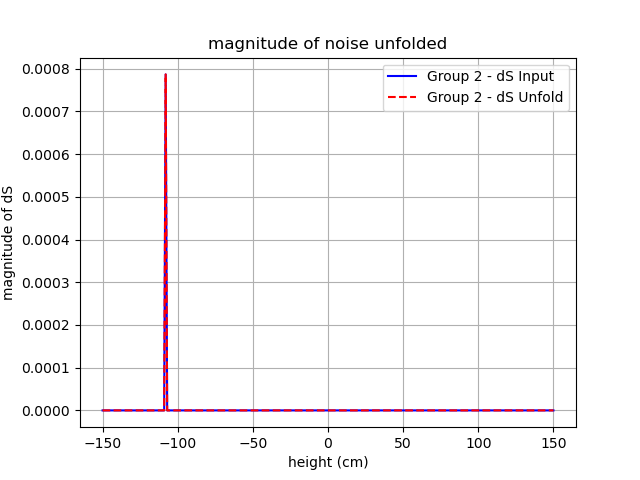 magnitude of noise unfolded
Group 2 - dS Input
Group 2 - dS Unfold
magnitude of dS
0.0008
0.0007
0.0006
0.0005
0.0004
0.0003
0.0002
0.0001
0.0000
−150 −100 −50 0 50 100 150
height (cm)